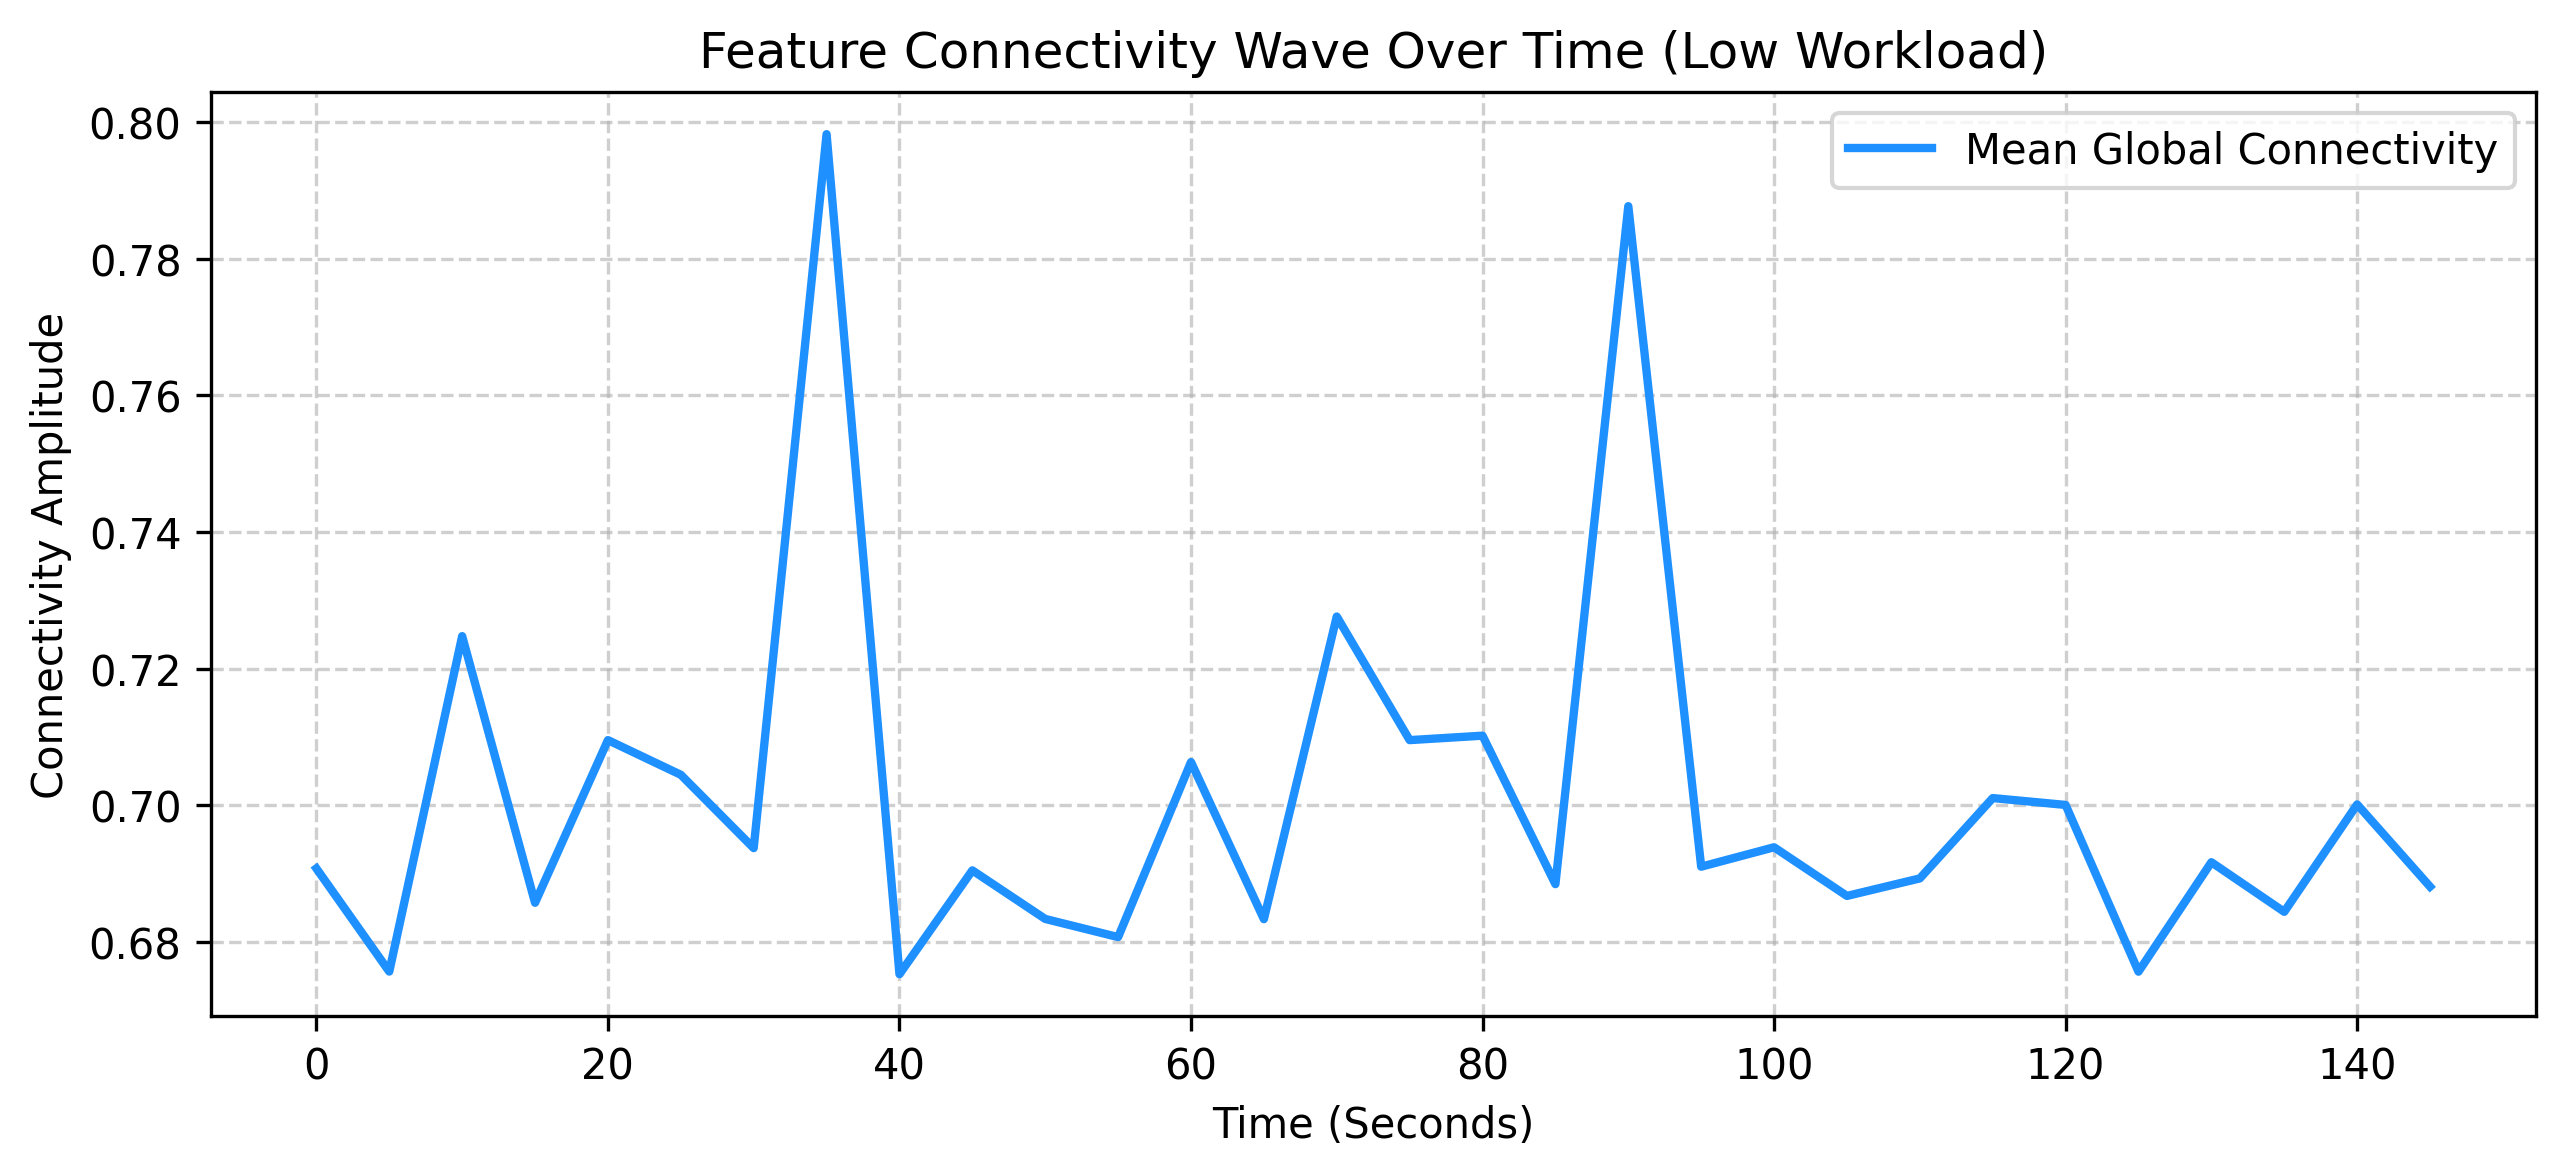 Feature Connectivity Wave Over Time (Low Workload)
Mean Global Connectivity
Connectivity Amplitude
0.80
0.78
0.76
0.74
0.72
0.70
0.68
0 20 40 60 80 100 120 140
Time (Seconds)